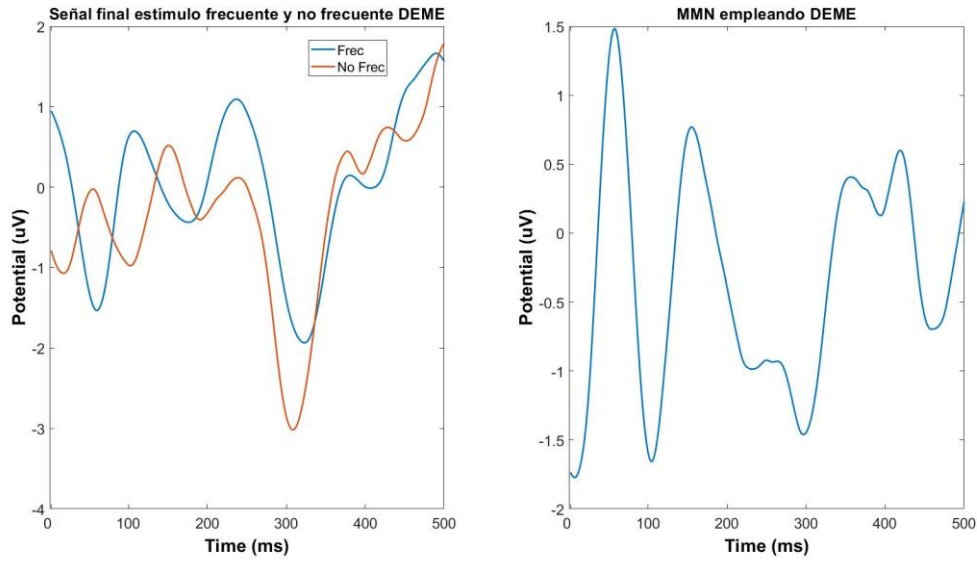 Señal final estímulo frecuente y no frecuente DEME
2
1
0
-1
-2
-3
-4
Potential (uV)
Frec
No Frec
0 100 200 300 400 500
Time (ms)
MMN empleando DEME
1.5
1
0.5
0
-0.5
-1
-1.5
-2
Potential (uV)
0 100 200 300 400 500
Time (ms)